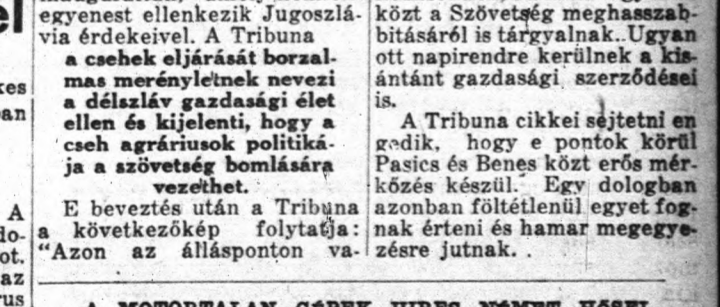 egyenest ellenkezik Jugoszlá-
via érdekeivel. A Tribuna
a csehek eljárását borzal-
mas merényletnek nevezi
a délszláv gazdasági élet
ellen és kijelenti, hogy a
cseh agráriusok politiká-
ja a szövetség bomlására
vezethet.
E beveztés után a Tribuna
a következőkép folytatja:
"Azon az állásponton va-
közt a Szövetség meghasszab-
bitásáról is tárgyalnak..Ugyan
ott napirendre kerülnek a kis-
ántánt gazdasági szerződései
is.
A Tribuna cikkei sejtetni en
gedik, hogy e pontok körül
Pasics és Benes közt erős mér-
kőzés készül. Egy dologban
azonban föltétlenül egyet fog-
nak érteni és hamar megegye-
zésre jutnak.